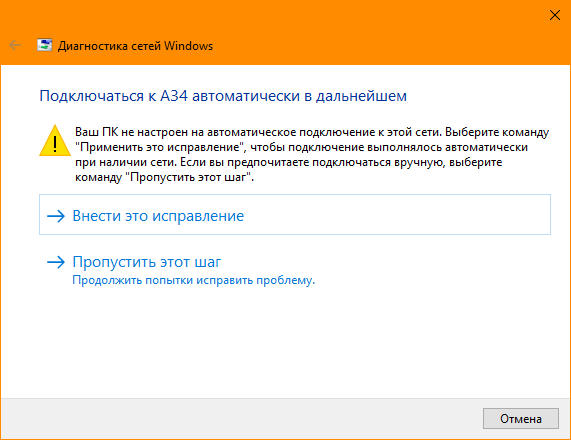 Диагностика сетей Windows
Подключаться к A34 автоматически в дальнейшем
Ваш ПК не настроен на автоматическое подключение к этой сети. Выберите команду
"Применить это исправление", чтобы подключение выполнялось автоматически
при наличии сети. Если вы предпочитаете подключаться вручную, выберите
команду "Пропустить этот шаг".
Внести это исправление
Пропустить этот шаг
Продолжить попытки исправить проблему.
Отмена